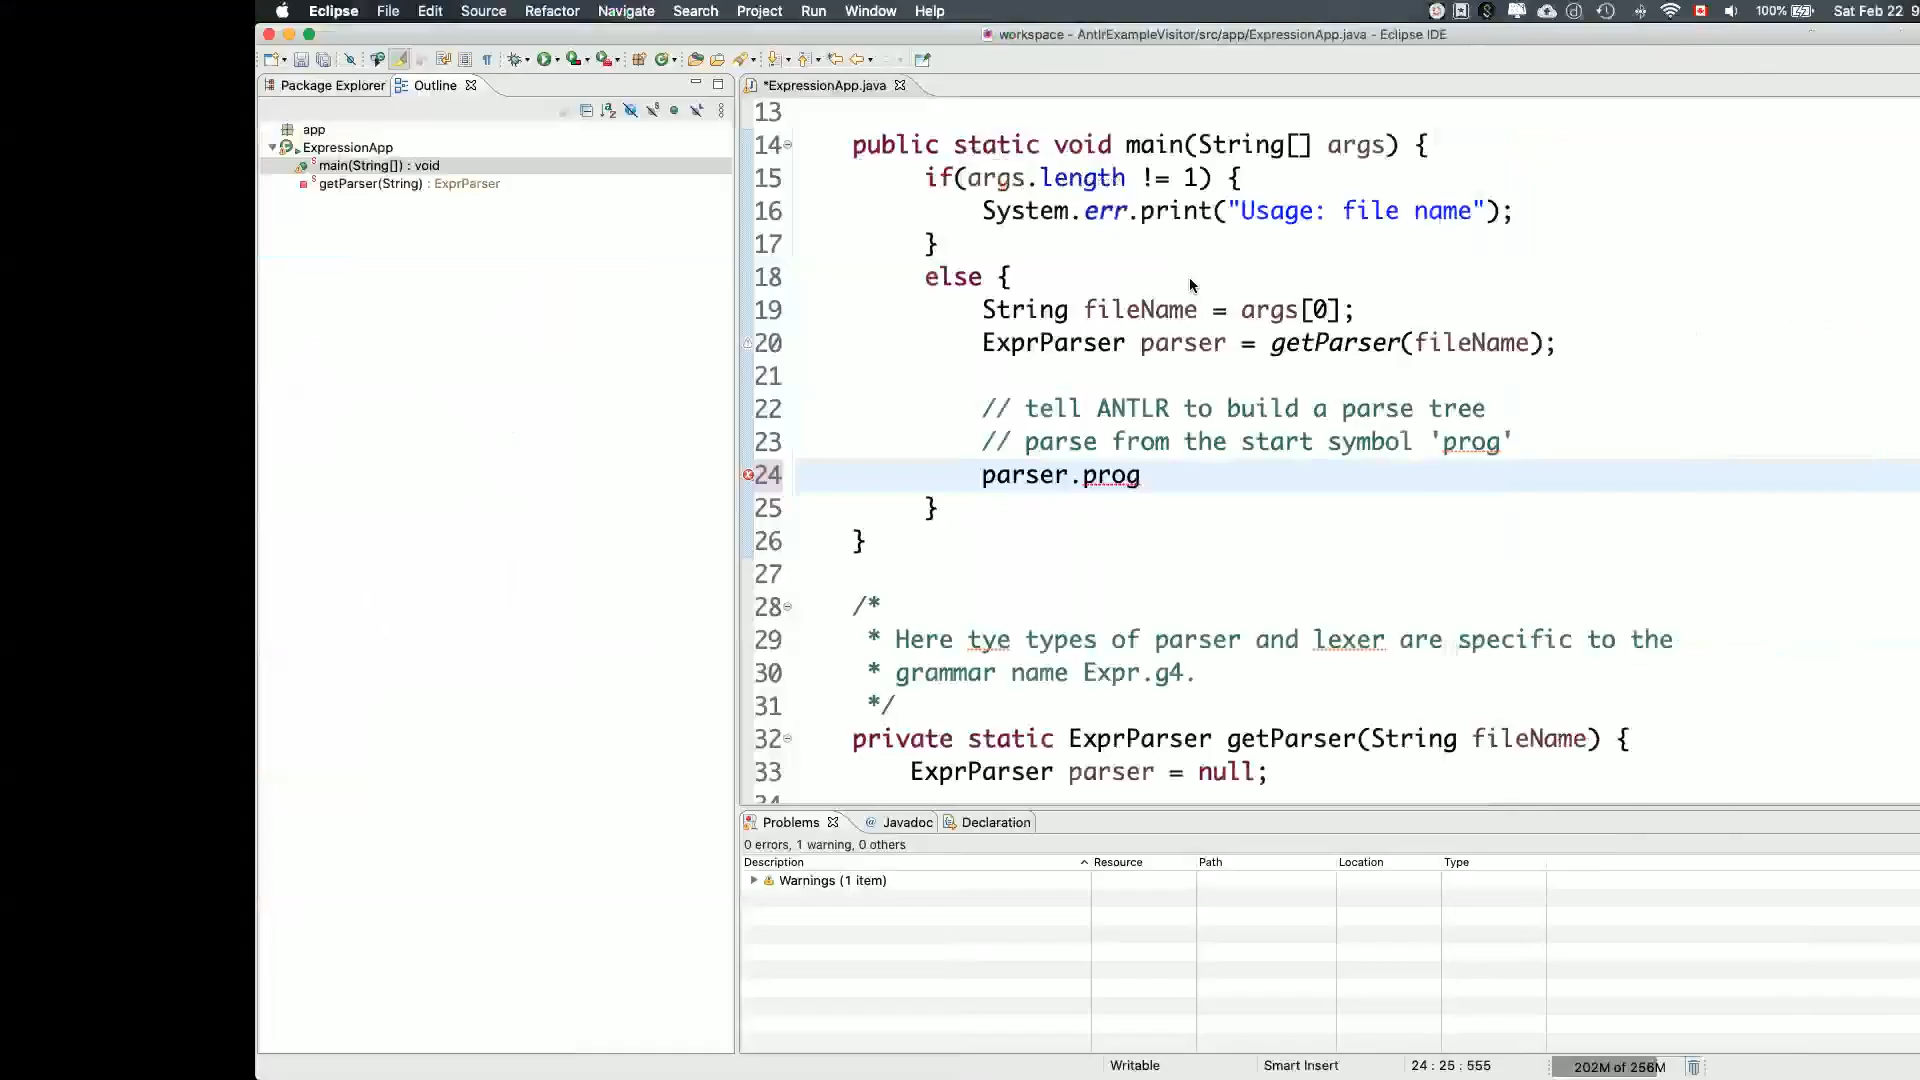 Eclipse File Edit Source Refactor Navigate Search Project Run Window Help 100% Sat Feb 22 9
workspace - AntlrExampleVisitor/src/app/ExpressionApp.java - Eclipse IDE
Package Explorer Outline
*ExpressionApp.java
app
ExpressionApp
main(String[]) : void
getParser(String) : ExprParser
13
14 public static void main(String[] args) {
15 if(args.length != 1) {
16 System.err.print("Usage: file name");
17 }
18 else {
19 String fileName = args[0];
20 ExprParser parser = getParser(fileName);
21
22 // tell ANTLR to build a parse tree
23 // parse from the start symbol 'prog'
24 parser.prog
25 }
26 }
27
28 /*
29 * Here tye types of parser and lexer are specific to the
30 * grammar name Expr.g4.
31 */
32 private static ExprParser getParser(String fileName) {
33 ExprParser parser = null;
34
Problems @ Javadoc Declaration
0 errors, 1 warning, 0 others
Description Resource Path Location Type
Warnings (1 item)
Writable Smart Insert 24 : 25 : 555 202M of 256M